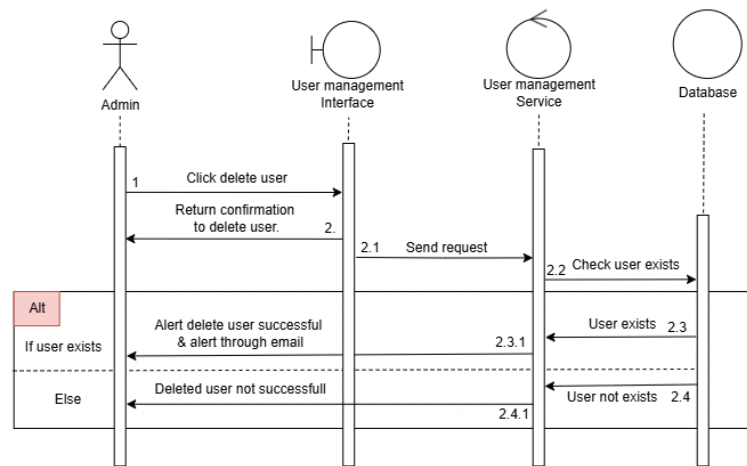 Admin
User management
Interface
User management
Service
Database
1
Click delete user
Return confirmation
to delete user.
2.
2.1
Send request
2.2
Check user exists
Alt
If user exists
Alert delete user successful
& alert through email
2.3.1
User exists
2.3
Else
Deleted user not successfull
2.4.1
User not exists
2.4